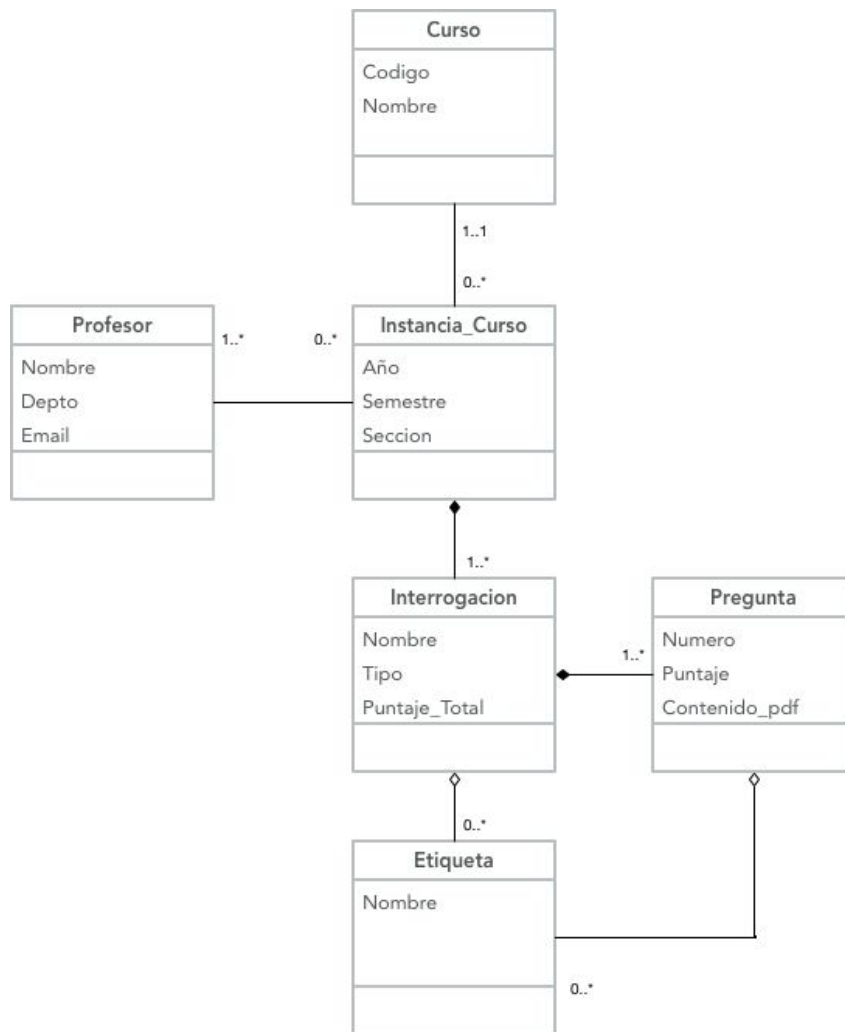 Curso
Codigo
Nombre
1..1
0..*
Profesor
Nombre
Depto
Email
1..*
0..*
Instancia_Curso
Año
Semestre
Seccion
1..*
Interrogacion
Nombre
Tipo
Puntaje_Total
1..*
Pregunta
Numero
Puntaje
Contenido_pdf
0..*
Etiqueta
Nombre
0..*